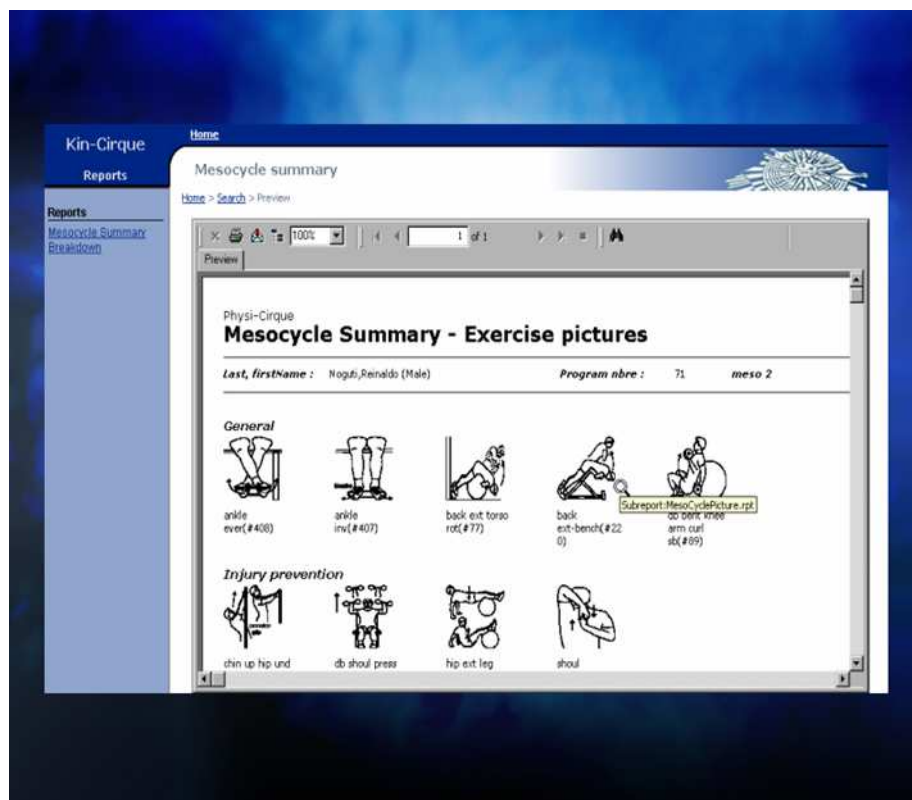 Kin-Cirque
Home
Reports
Mesocycle summary
Home > Search > Preview
Reports
Mesocycle Summary
Breakdown
100%
1 of 1
Preview
Physi-Cirque
Mesocycle Summary - Exercise pictures
Last, firstName : Noguti,Reinaldo (Male) Program nbre : 71 meso 2
General
Subreport:MesoCyclePicture.rpt
ankle ankle back ext torso back db bent knee
ever(#408) inv(#407) rot(#77) ext-bench(#22 arm curl
0) sb(#89)
Injury prevention
chin up hip und db shoul press hip ext leg shoul